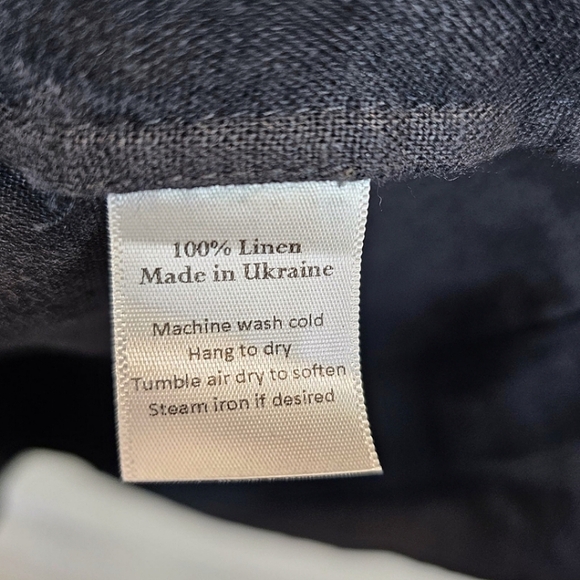 100% Linen
Made in Ukraine
Machine wash cold
Hang to dry
Tumble air dry to soften
Steam iron if desired